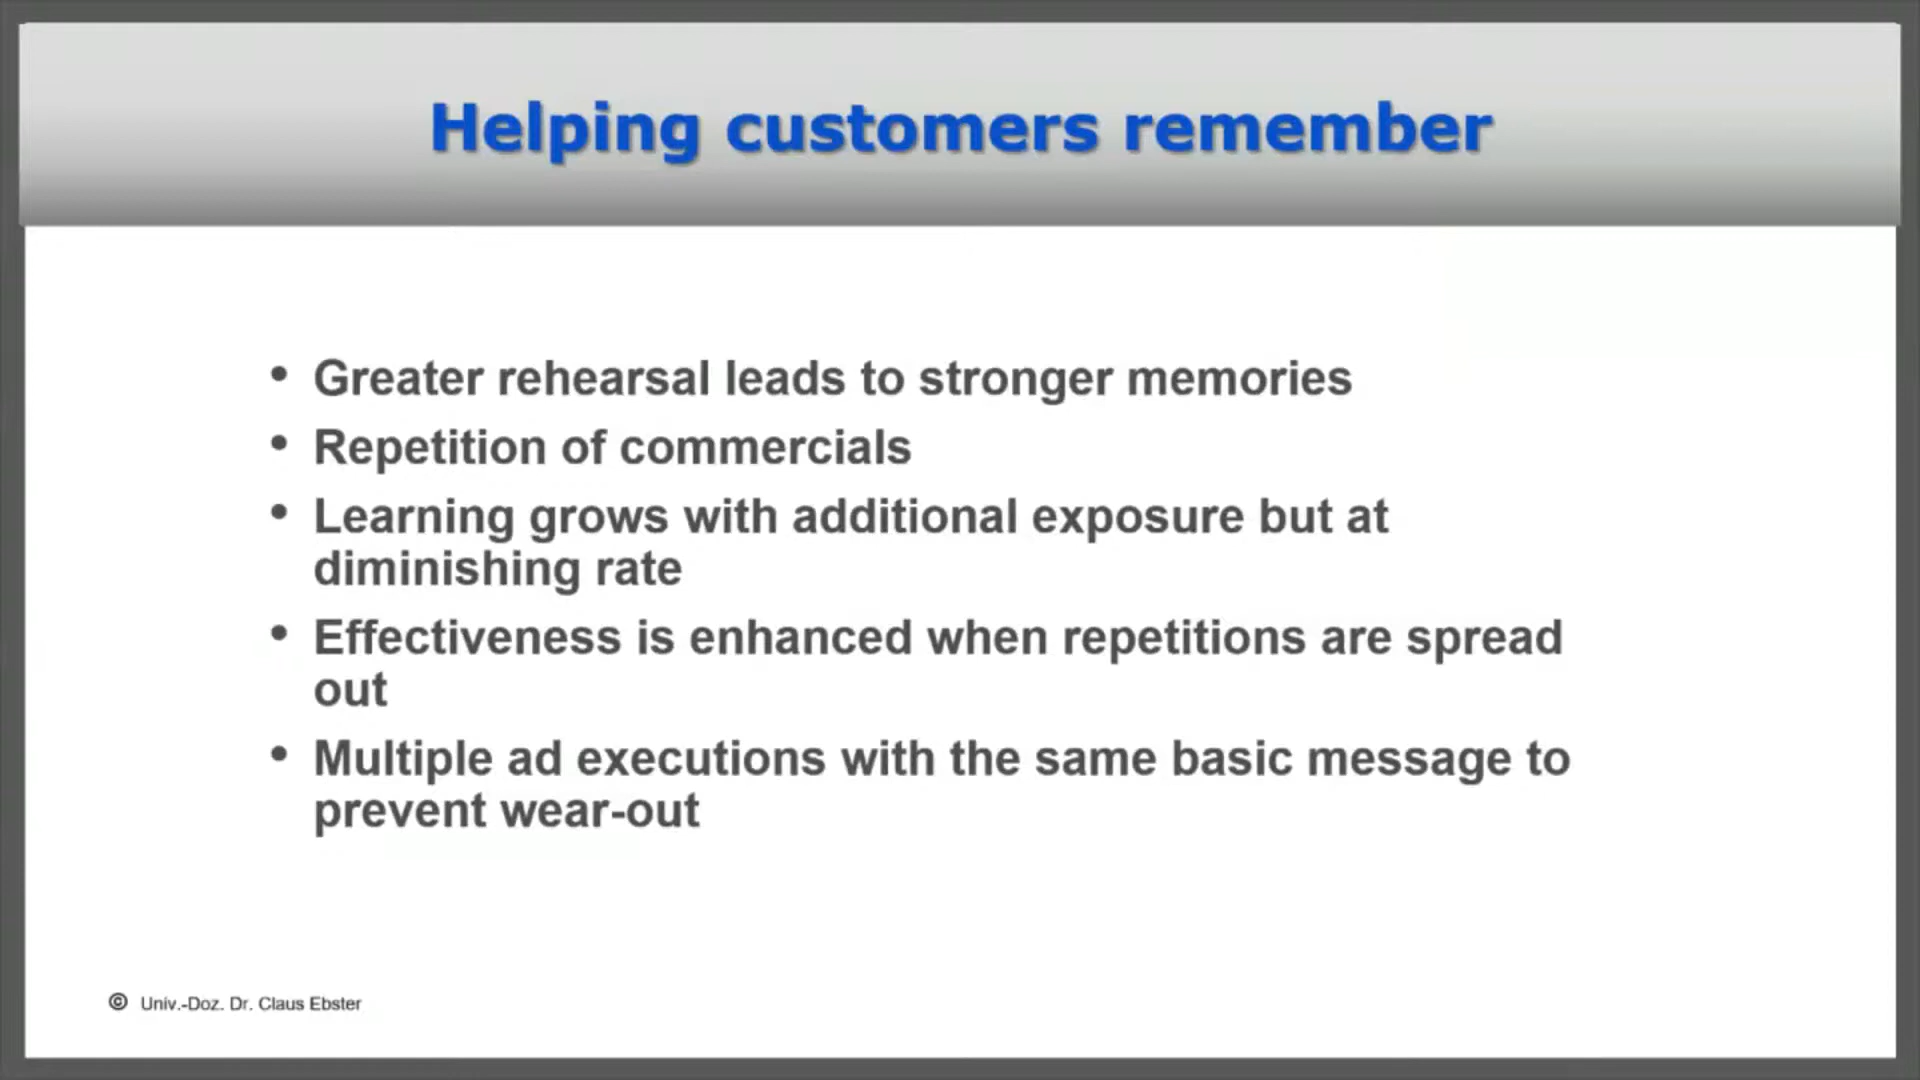 Helping customers remember
• Greater rehearsal leads to stronger memories
• Repetition of commercials
• Learning grows with additional exposure but at
diminishing rate
• Effectiveness is enhanced when repetitions are spread
out
• Multiple ad executions with the same basic message to
prevent wear-out
© Univ.-Doz. Dr. Claus Ebster